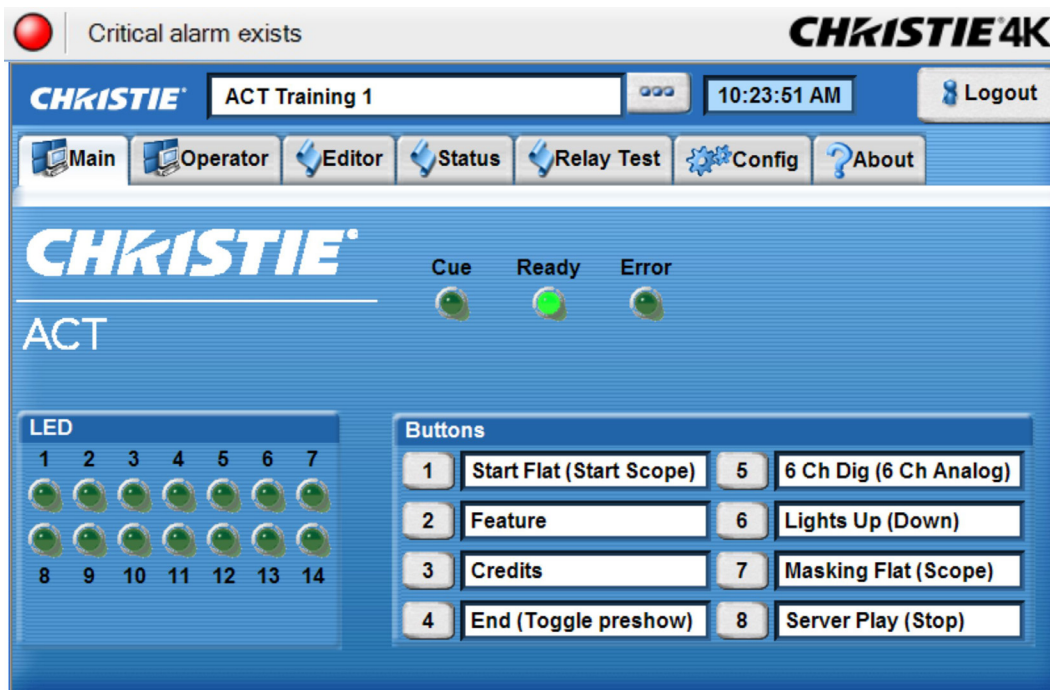 Critical alarm exists
CHRISTIE 4K
CHRISTIE ACT Training 1 10:23:51 AM Logout
Main Operator Editor Status Relay Test Config About
CHRISTIE
ACT
Cue Ready Error
LED
1 2 3 4 5 6 7
8 9 10 11 12 13 14
Buttons
1 Start Flat (Start Scope) 5 6 Ch Dig (6 Ch Analog)
2 Feature 6 Lights Up (Down)
3 Credits 7 Masking Flat (Scope)
4 End (Toggle preshow) 8 Server Play (Stop)